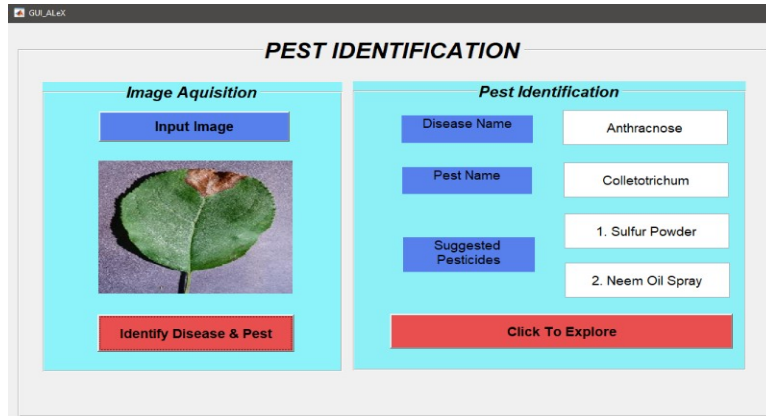 GUI_ALeX
PEST IDENTIFICATION
Image Aquisition
Input Image
Identify Disease & Pest
Pest Identification
Disease Name
Anthracnose
Pest Name
Colletotrichum
Suggested
Pesticides
1. Sulfur Powder
2. Neem Oil Spray
Click To Explore